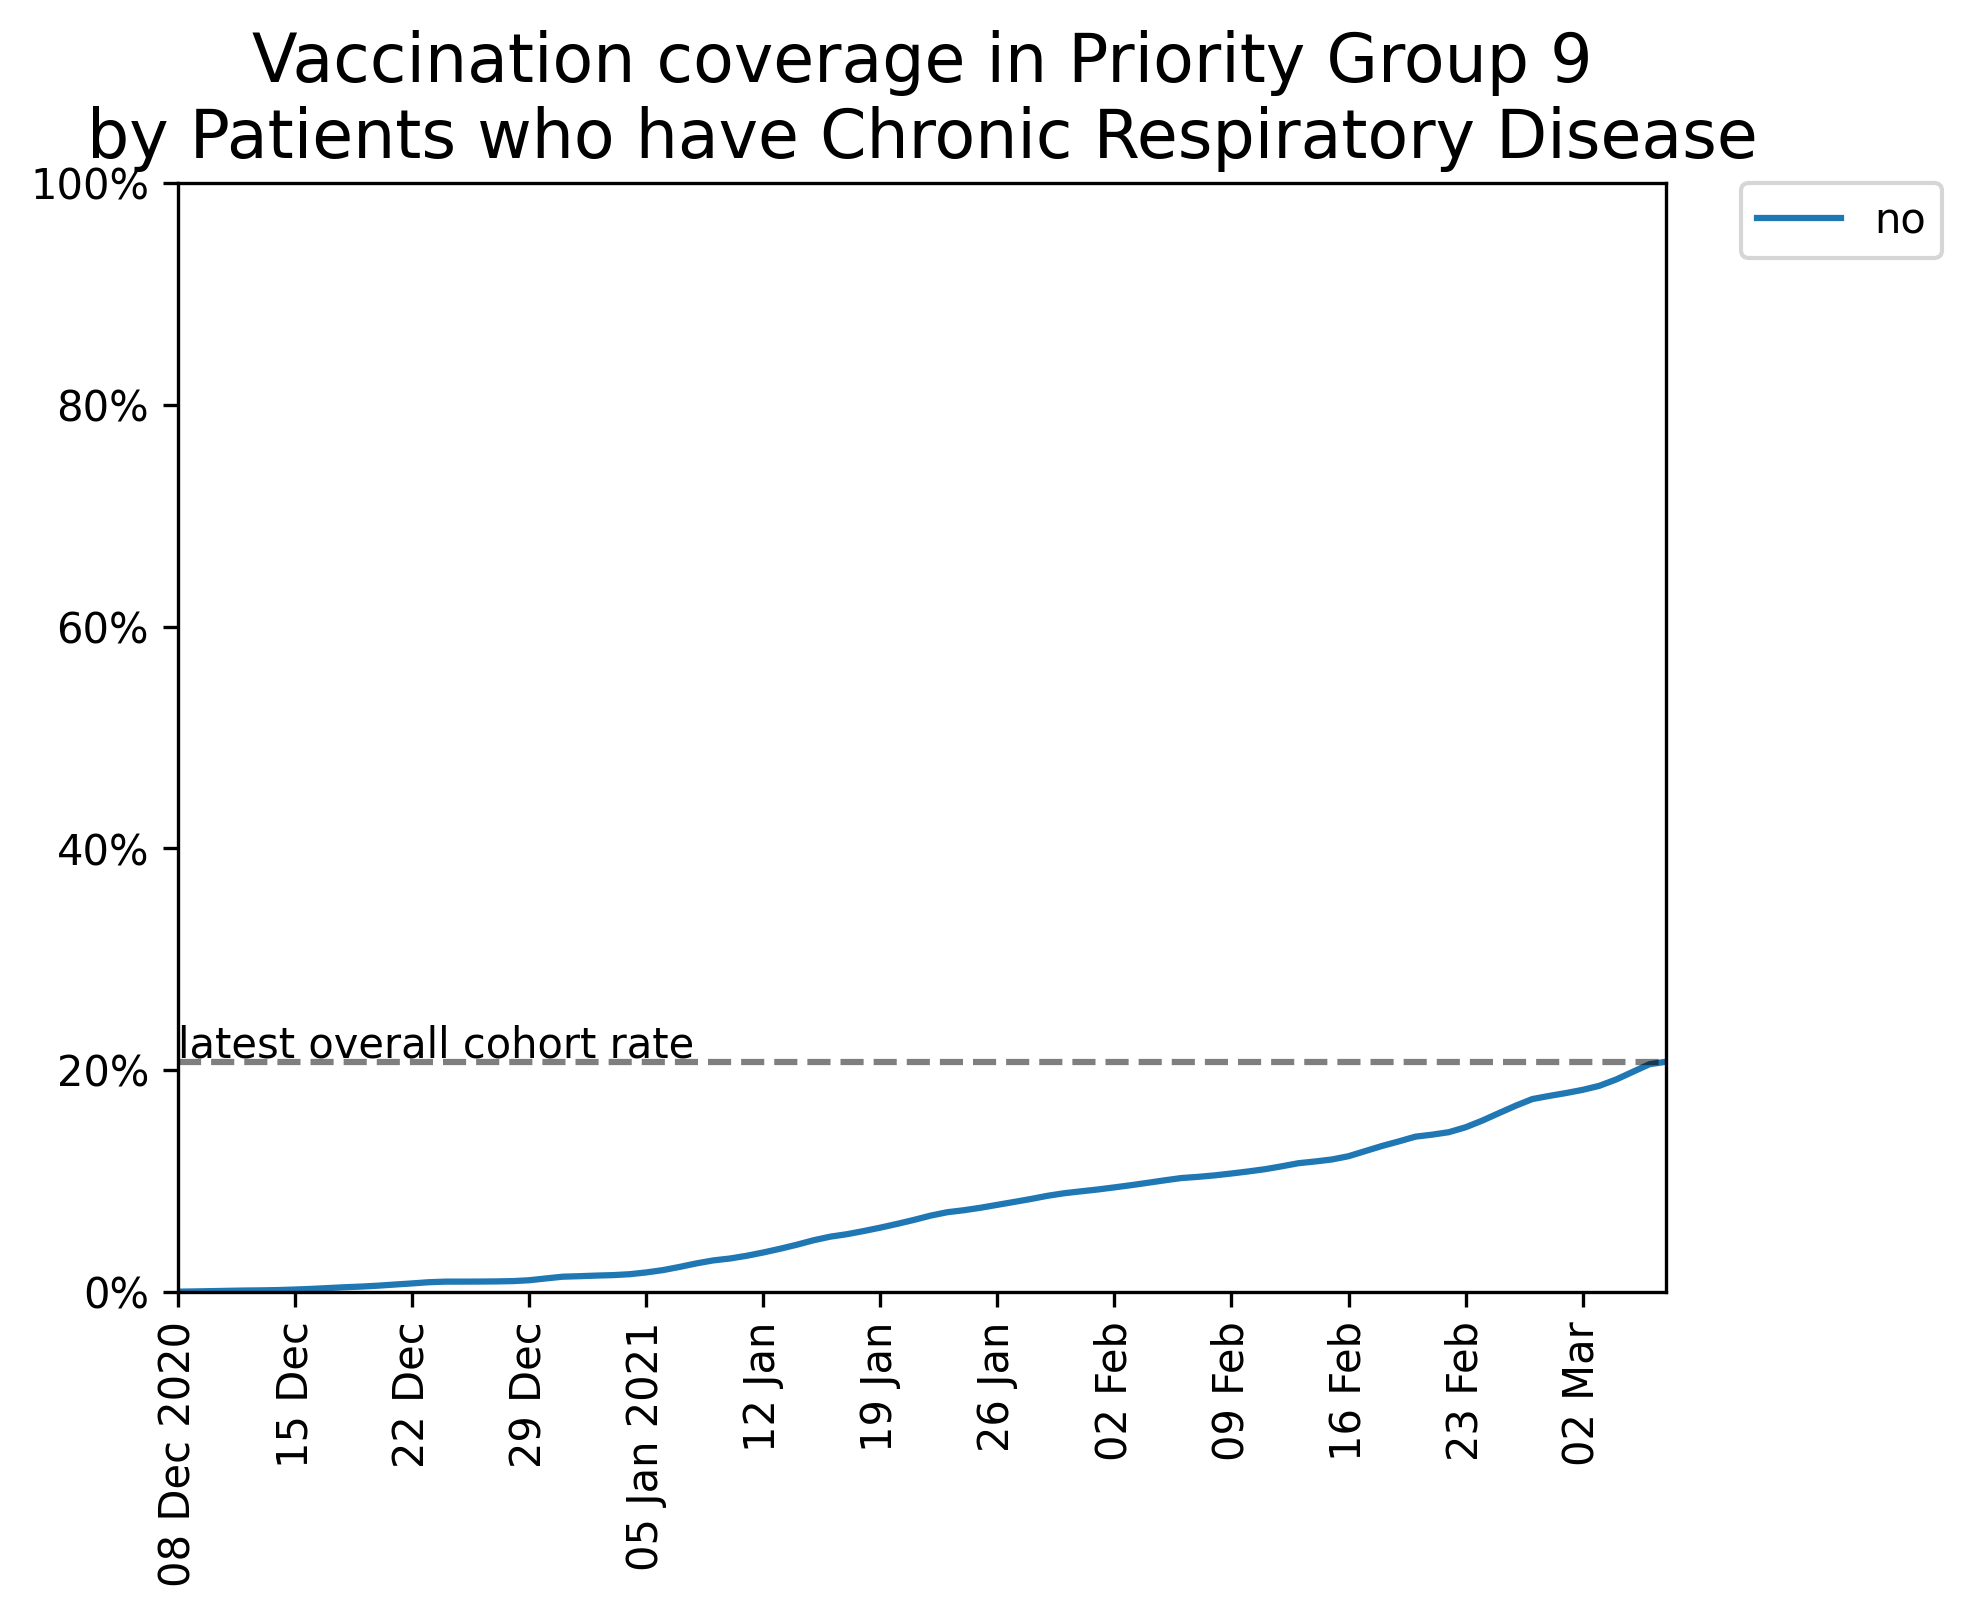 Vaccination coverage in Priority Group 9
by Patients who have Chronic Respiratory Disease
100%
80%
60%
40%
20%
0%
latest overall cohort rate
no
08 Dec 2020
15 Dec
22 Dec
29 Dec
05 Jan 2021
12 Jan
19 Jan
26 Jan
02 Feb
09 Feb
16 Feb
23 Feb
02 Mar